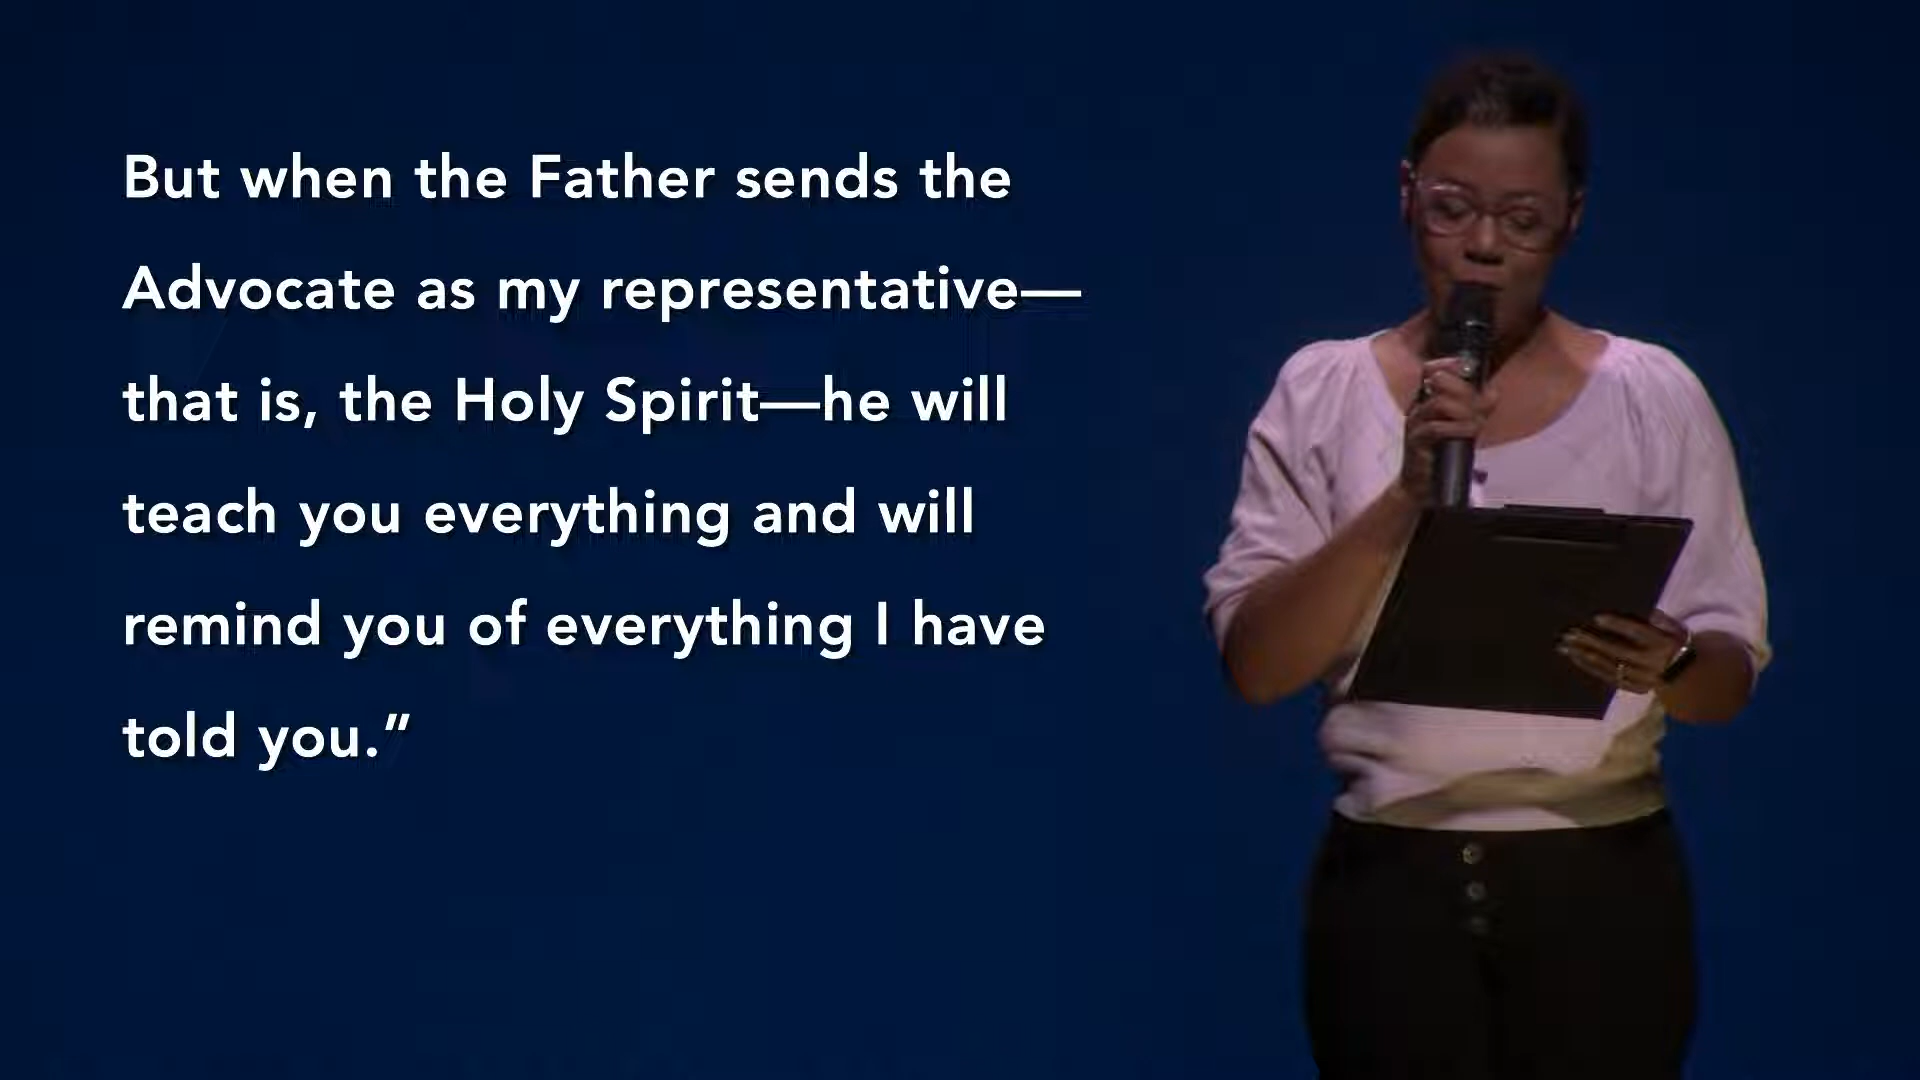 But when the Father sends the
Advocate as my representative—
that is, the Holy Spirit—he will
teach you everything and will
remind you of everything I have
told you.”